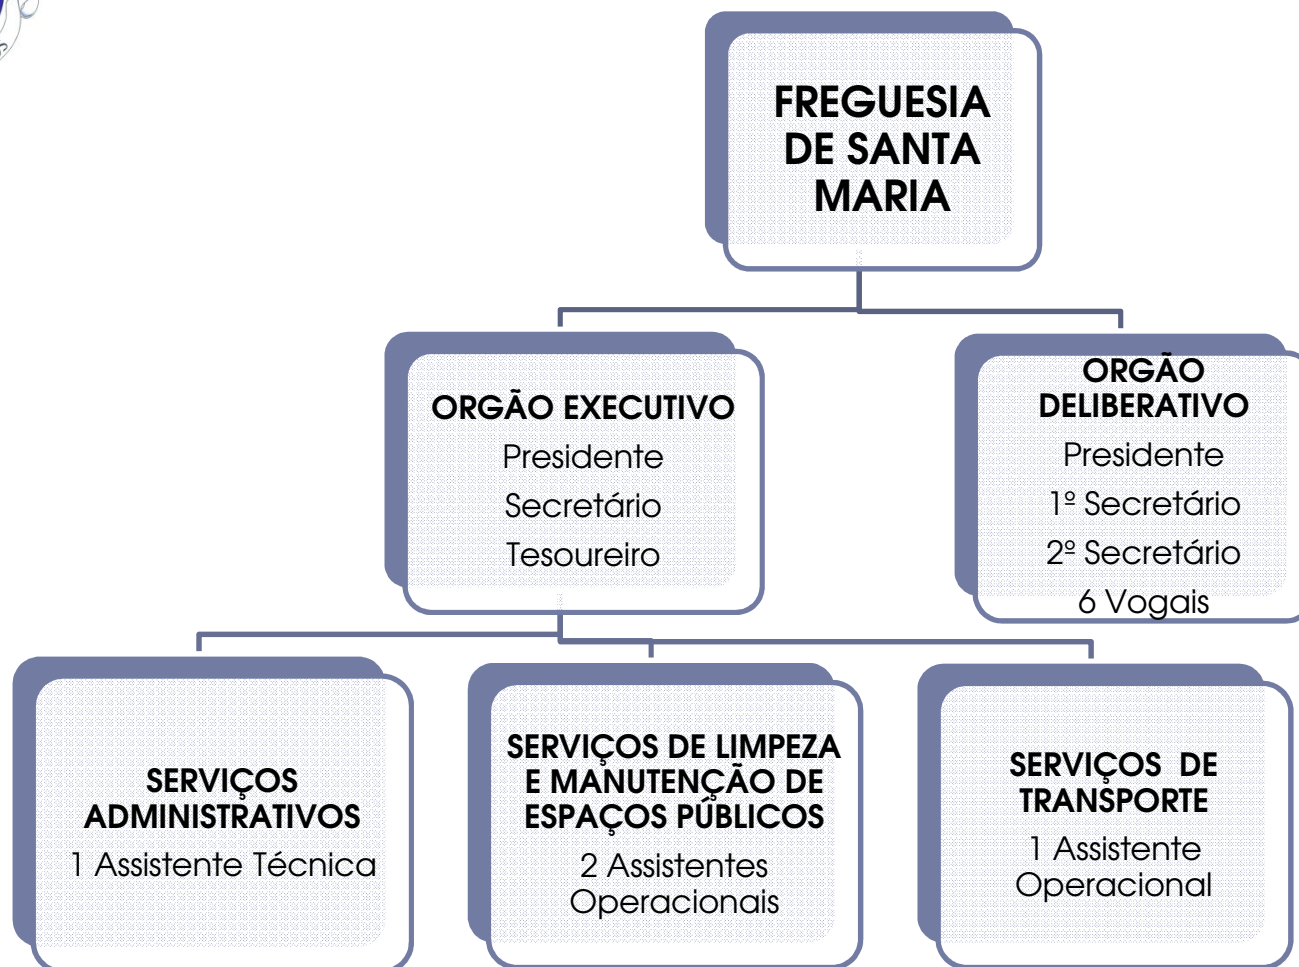 FREGUESIA
DE SANTA
MARIA
ORGÃO EXECUTIVO
Presidente
Secretário
Tesoureiro
ORGÃO
DELIBERATIVO
Presidente
1º Secretário
2º Secretário
6 Vogais
SERVIÇOS
ADMINISTRATIVOS
1 Assistente Técnica
SERVIÇOS DE LIMPEZA
E MANUTENÇÃO DE
ESPAÇOS PÚBLICOS
2 Assistentes
Operacionais
SERVIÇOS DE
TRANSPORTE
1 Assistente
Operacional